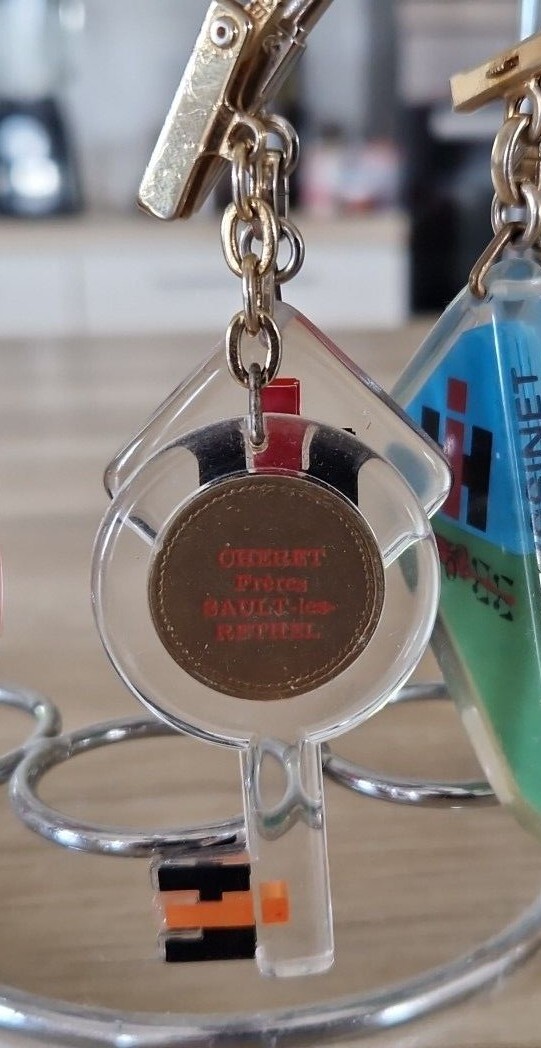 CHERET
Frères
SAULT-les-
RETHEL